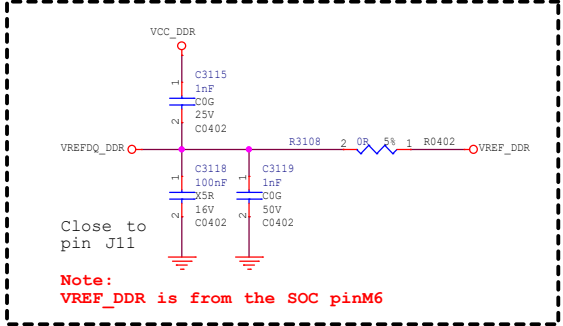 VCC_DDR
1
C3115
1nF
C0G
25V
C0402
2
VREFDQ_DDR
R3108 2 0R 5% 1 R0402
VREF_DDR
1
C3118
100nF
X5R
16V
C0402
2
1
C3119
1nF
C0G
50V
C0402
2
Close to
pin J11
Note:
VREF_DDR is from the SOC pinM6